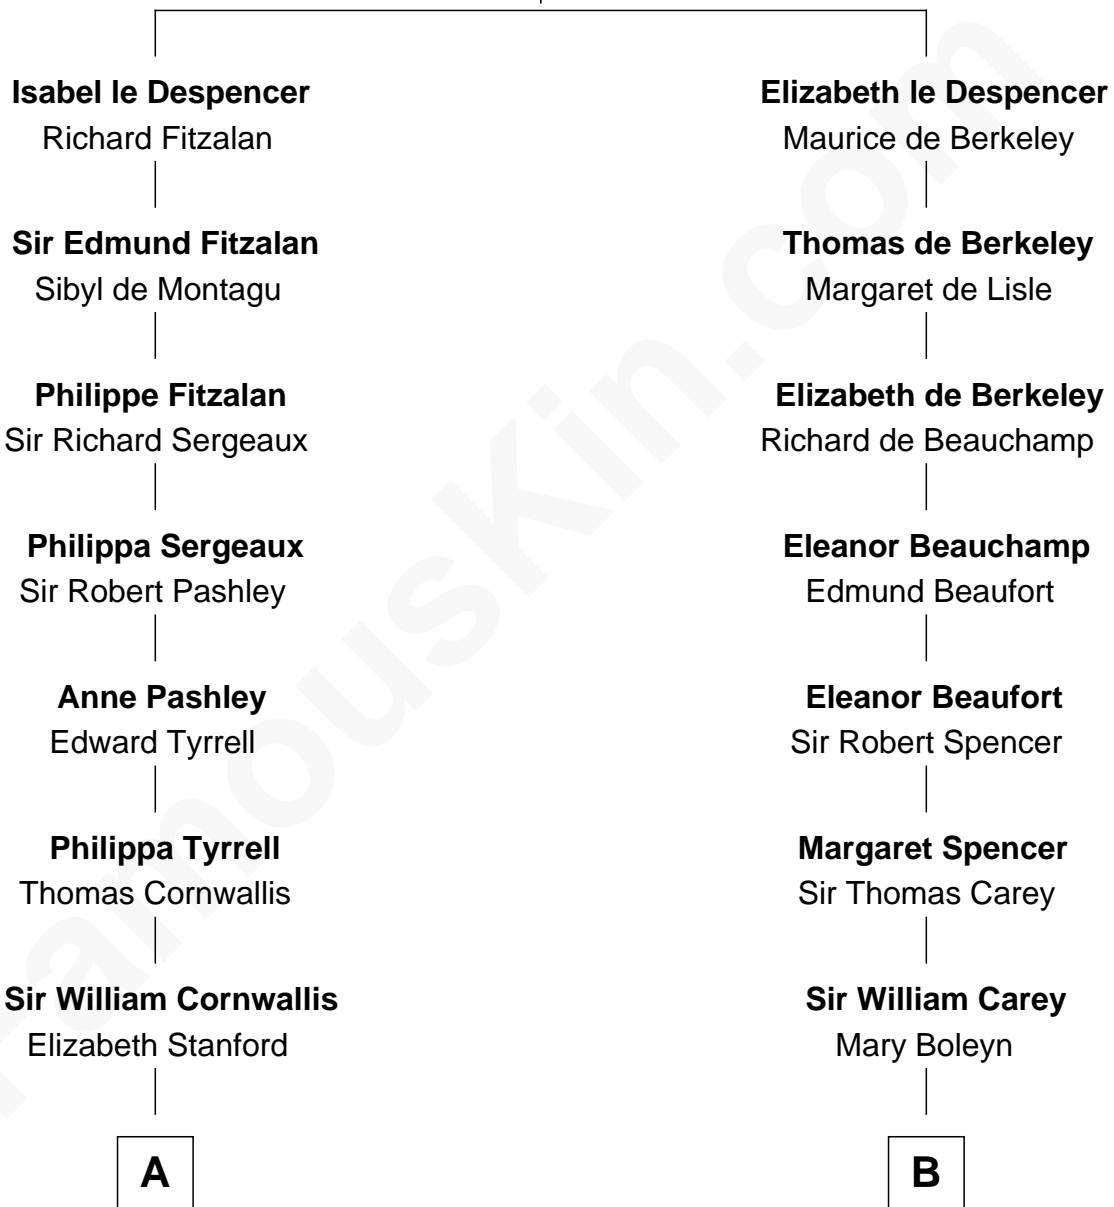 Isabel le Despencer
Richard Fitzalan
Sir Edmund Fitzalan
Sibyl de Montagu
Philippe Fitzalan
Sir Richard Sergeaux
Philippa Sergeaux
Sir Robert Pashley
Anne Pashley
Edward Tyrrell
Philippa Tyrrell
Thomas Cornwallis
Sir William Cornwallis
Elizabeth Stanford
A
Elizabeth le Despencer
Maurice de Berkeley
Thomas de Berkeley
Margaret de Lisle
Elizabeth de Berkeley
Richard de Beauchamp
Eleanor Beauchamp
Edmund Beaufort
Eleanor Beaufort
Sir Robert Spencer
Margaret Spencer
Sir Thomas Carey
Sir William Carey
Mary Boleyn
B
FamousKin.com